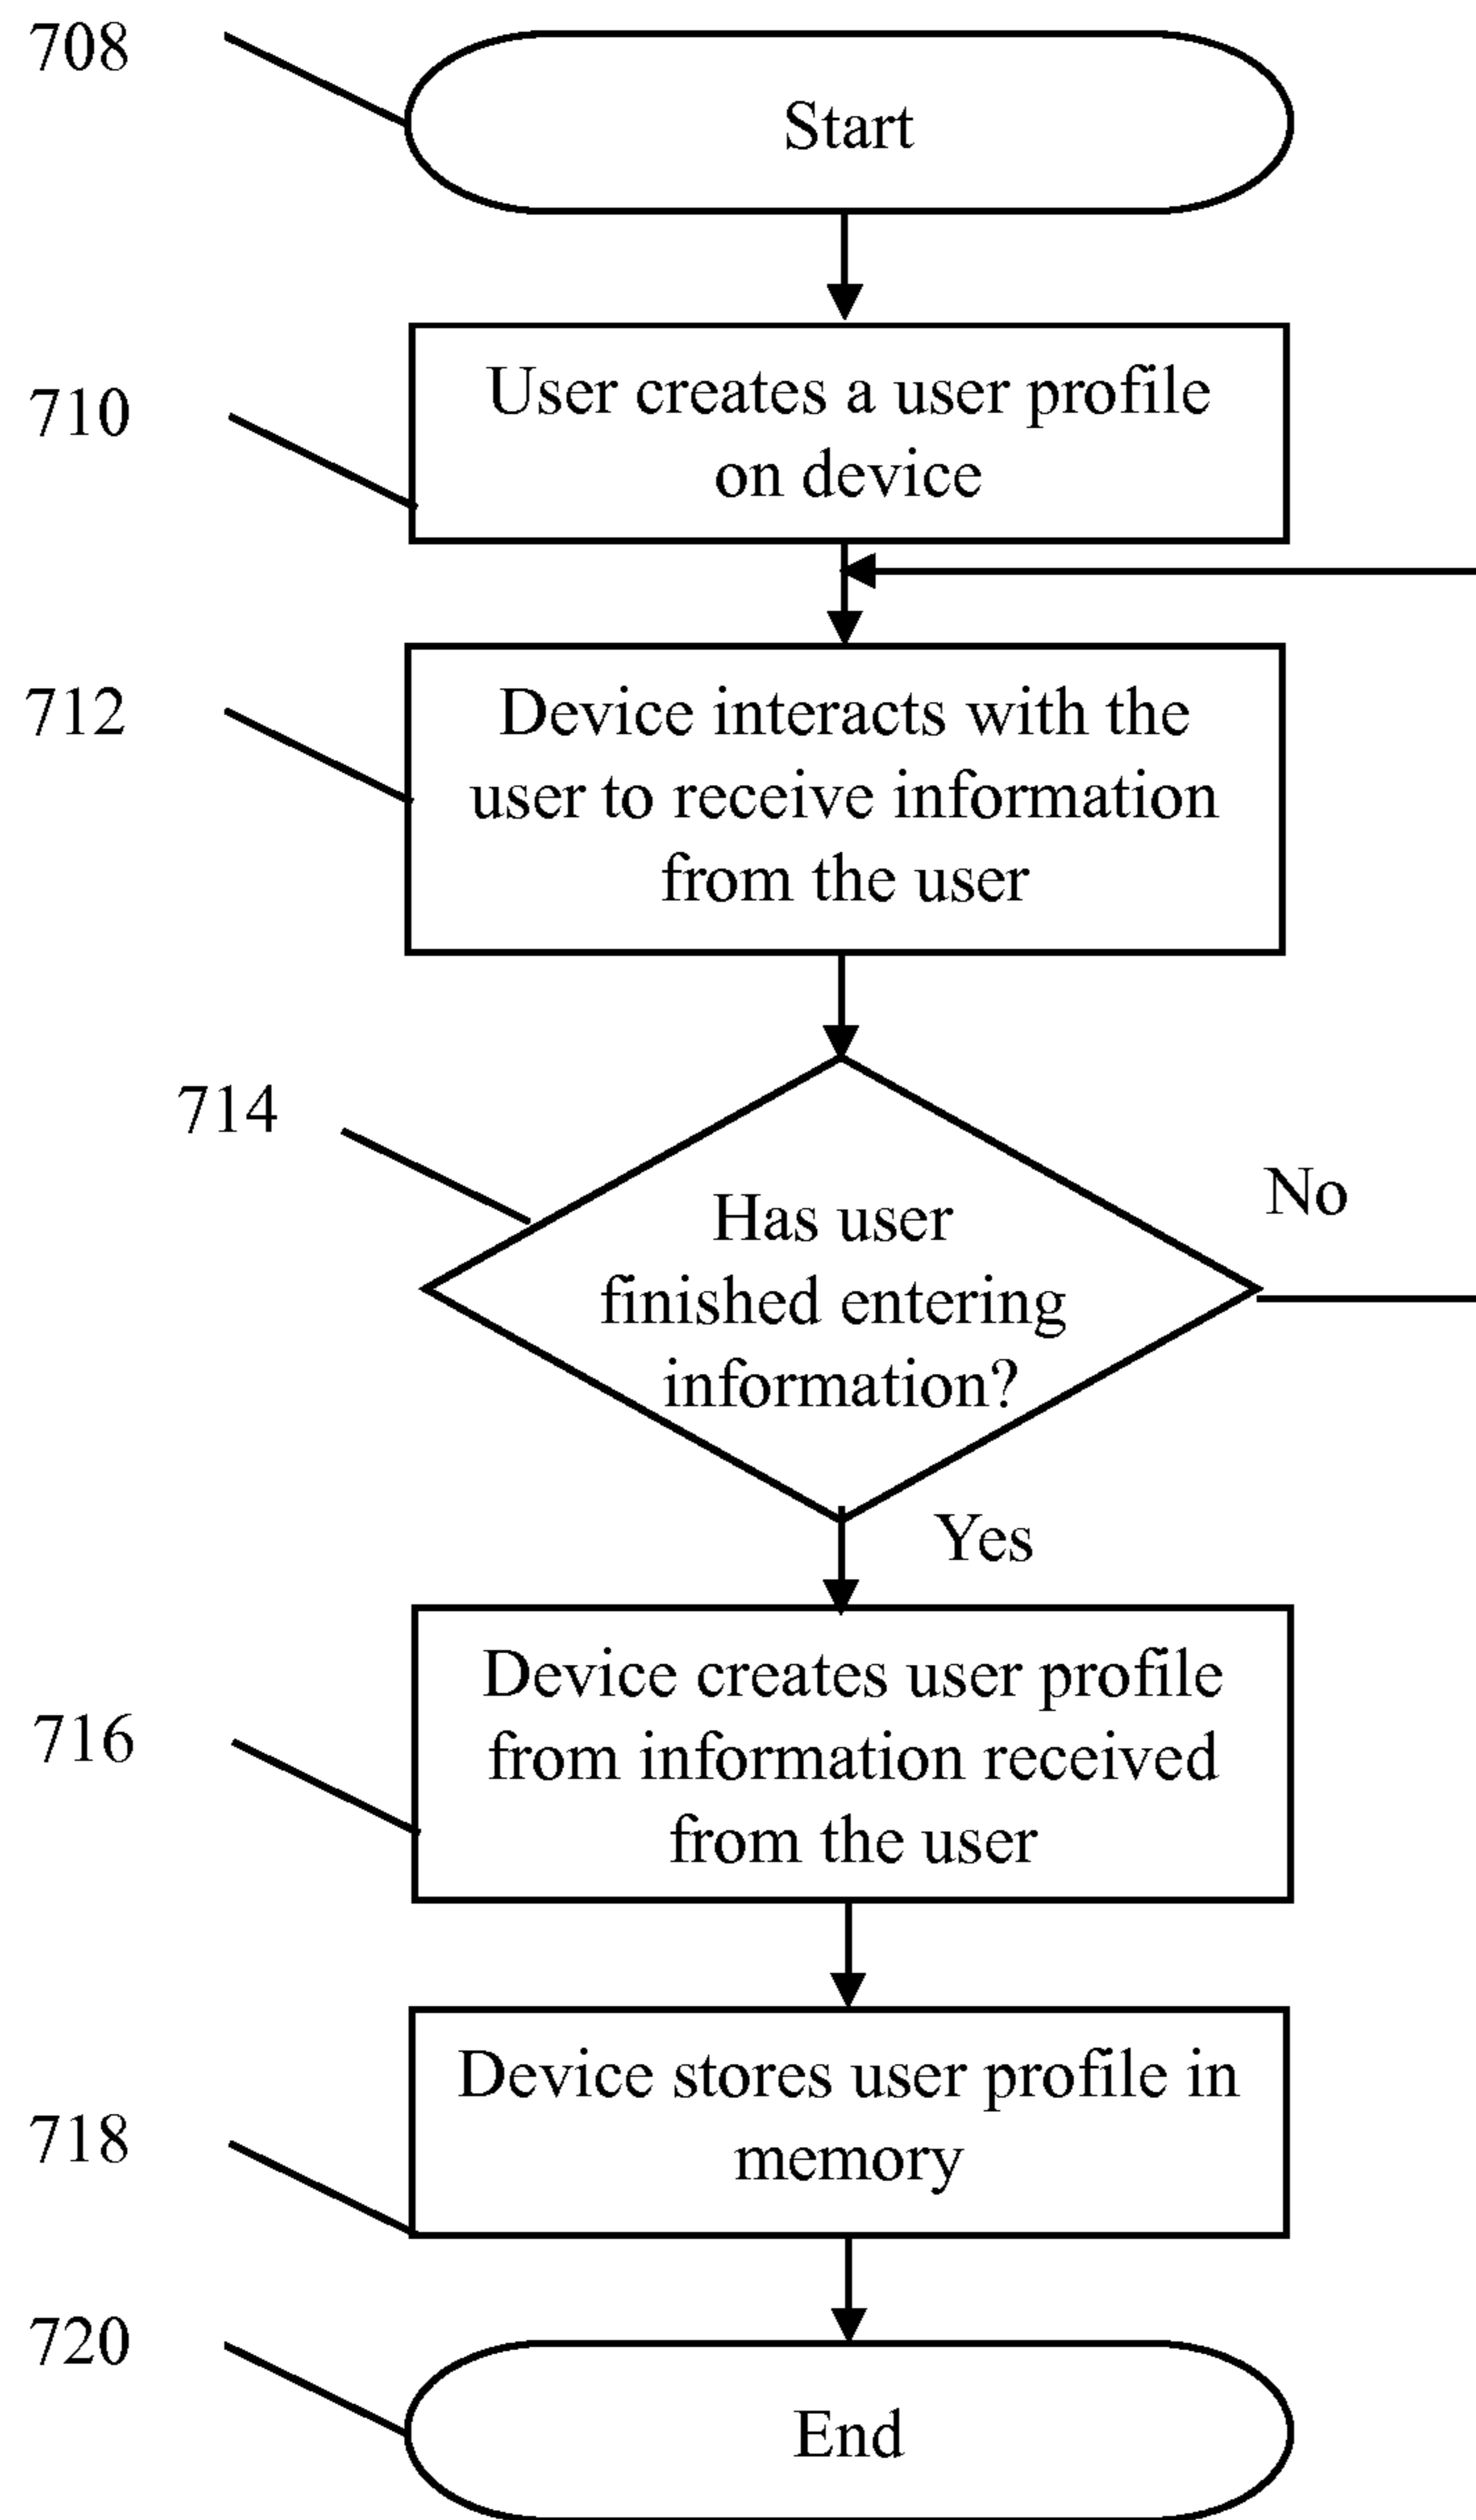 708
Start
710
User creates a user profile
on device
712
Device interacts with the
user to receive information
from the user
714
Has user
finished entering
information?
No
Yes
716
Device creates user profile
from information received
from the user
718
Device stores user profile in
memory
720
End